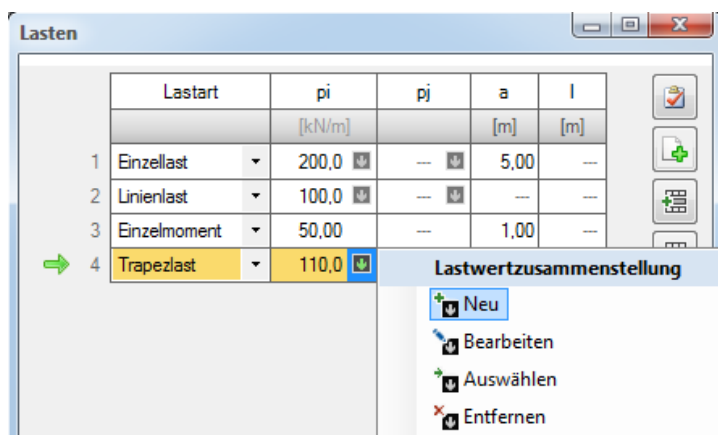 Lasten
Lastart pi pj a l
[kN/m] [m] [m]
1 Einzellast 200,0 --- 5,00 ---
2 Linienlast 100,0 --- --- ---
3 Einzelmoment 50,00 --- 1,00 ---
4 Trapezlast 110,0 Lastwertzusammenstellung
Neu
Bearbeiten
Auswählen
Entfernen